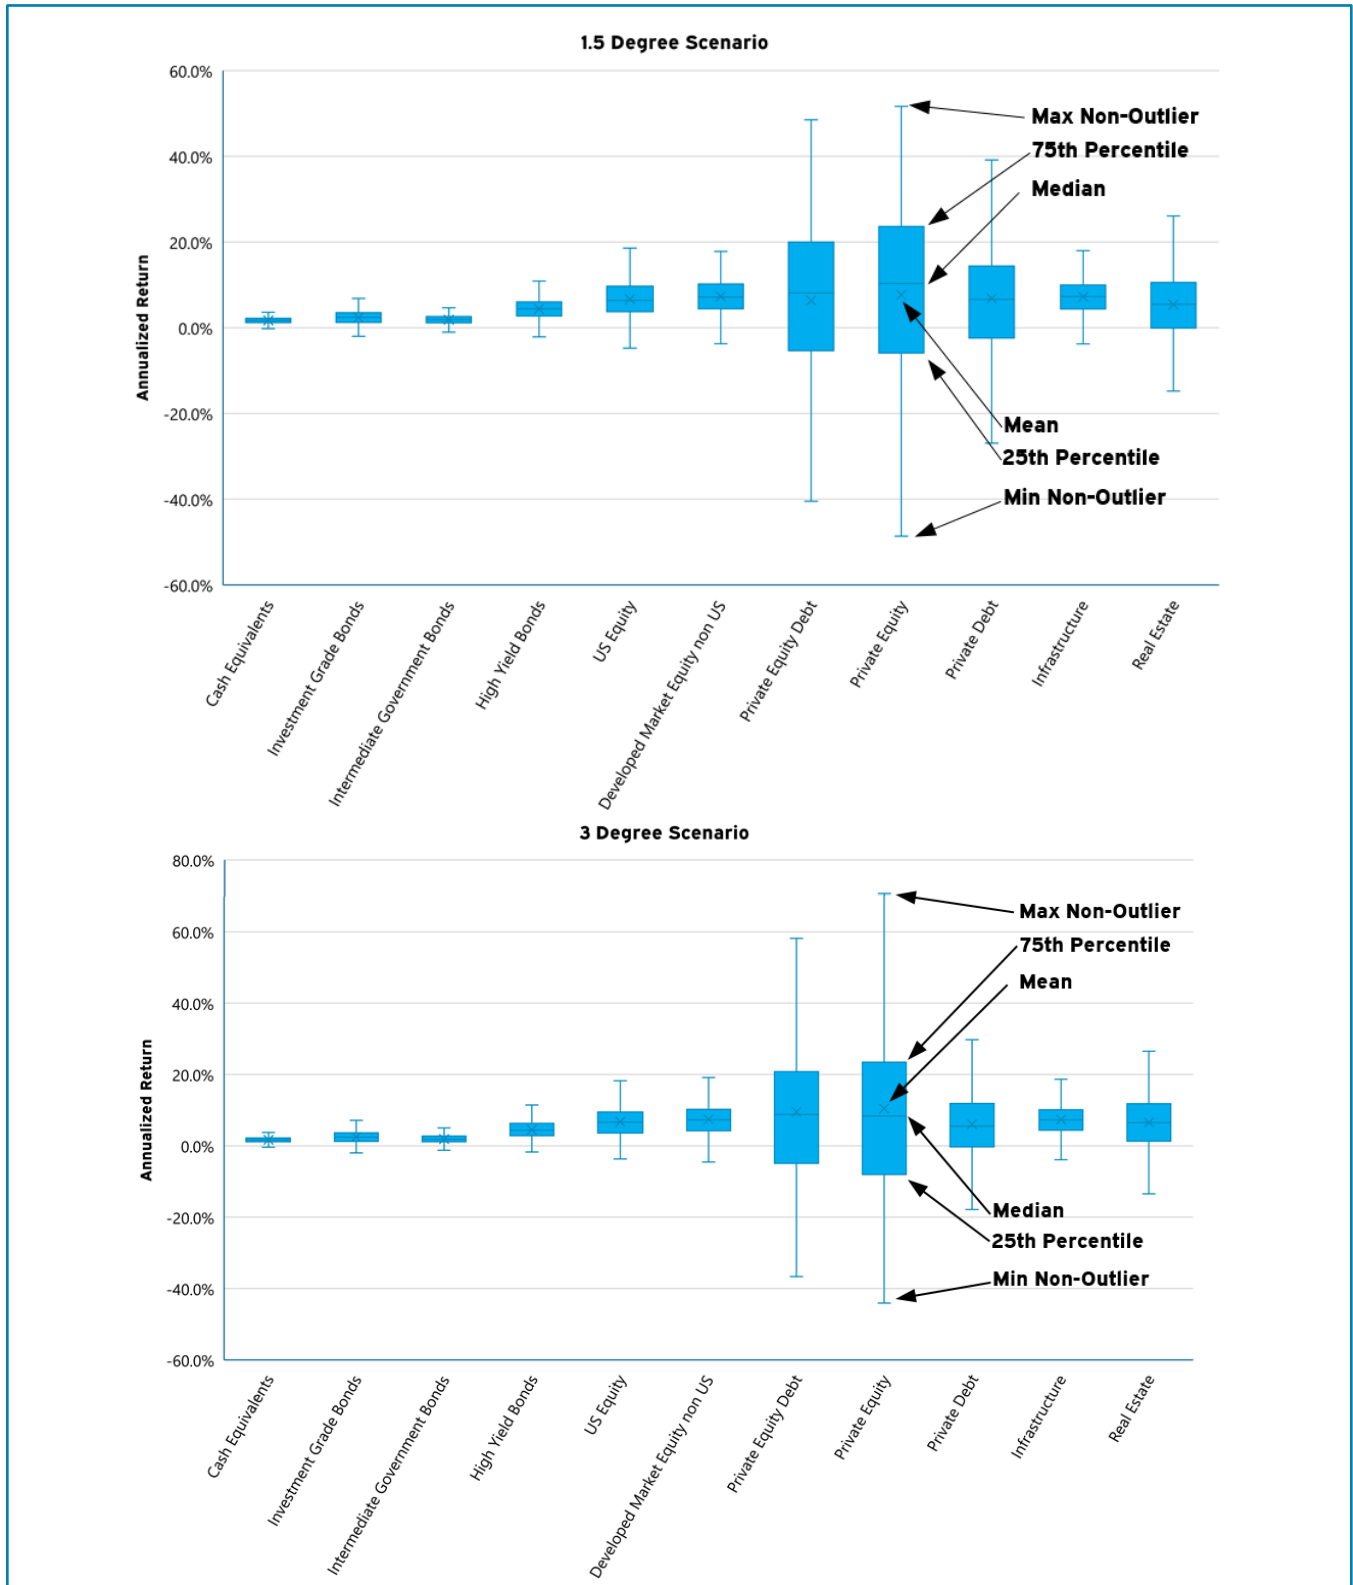 1.5 Degree Scenario
60.0%
Max Non-Outlier
75th Percentile
40.0%
Median
20.0%
Annualized Return
0.0%
-20.0%
Mean
25th Percentile
-40.0%
Min Non-Outlier
-60.0%
Cash Equivalents
Investment Grade Bonds
Intermediate Government Bonds
High Yield Bonds
US Equity
Developed Market Equity non US
Private Equity Debt
Private Equity
Private Debt
Infrastructure
Real Estate
3 Degree Scenario
80.0%
Max Non-Outlier
60.0%
75th Percentile
Mean
40.0%
20.0%
Annualized Return
0.0%
Median
-20.0%
25th Percentile
Min Non-Outlier
-40.0%
-60.0%
Cash Equivalents
Investment Grade Bonds
Intermediate Government Bonds
High Yield Bonds
US Equity
Developed Market Equity non US
Private Equity Debt
Private Equity
Private Debt
Infrastructure
Real Estate